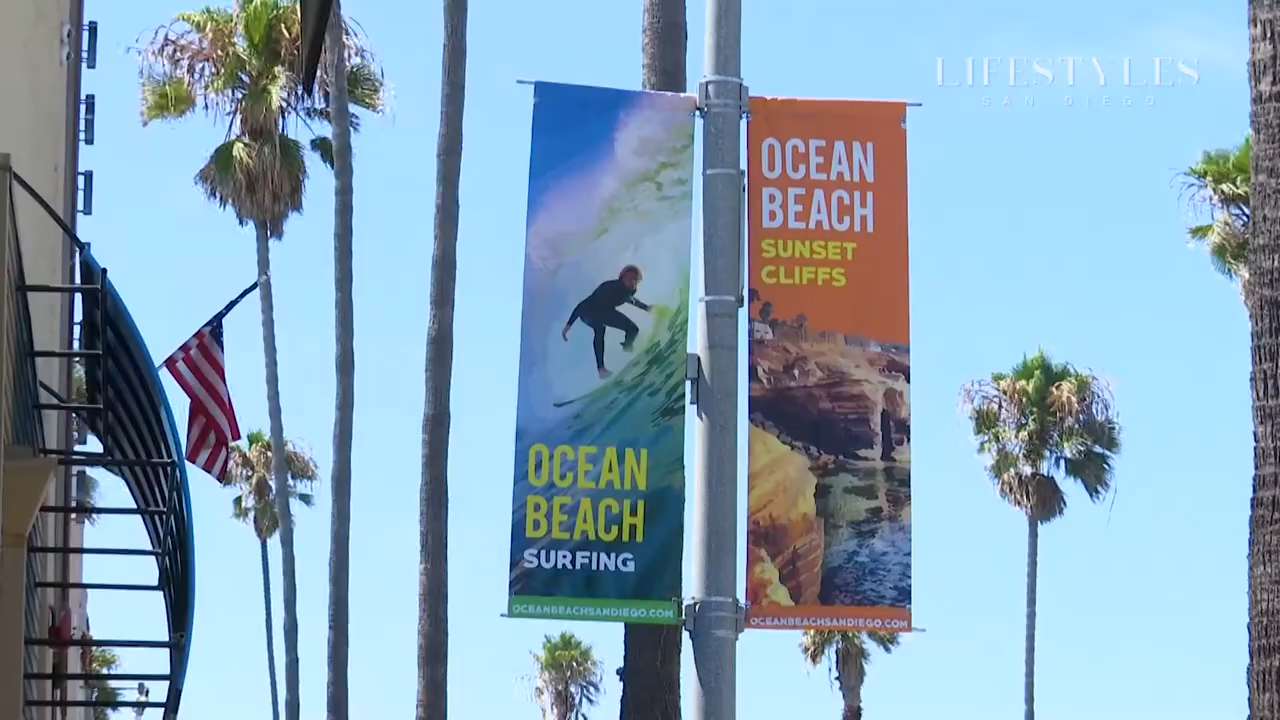 LIFESTYLES
SAN DIEGO
OCEAN
BEACH
SURFING
OCEANBEACHSANDIEGO.COM
OCEAN
BEACH
SUNSET
CLIFFS
OCEANBEACHSANDIEGO.COM